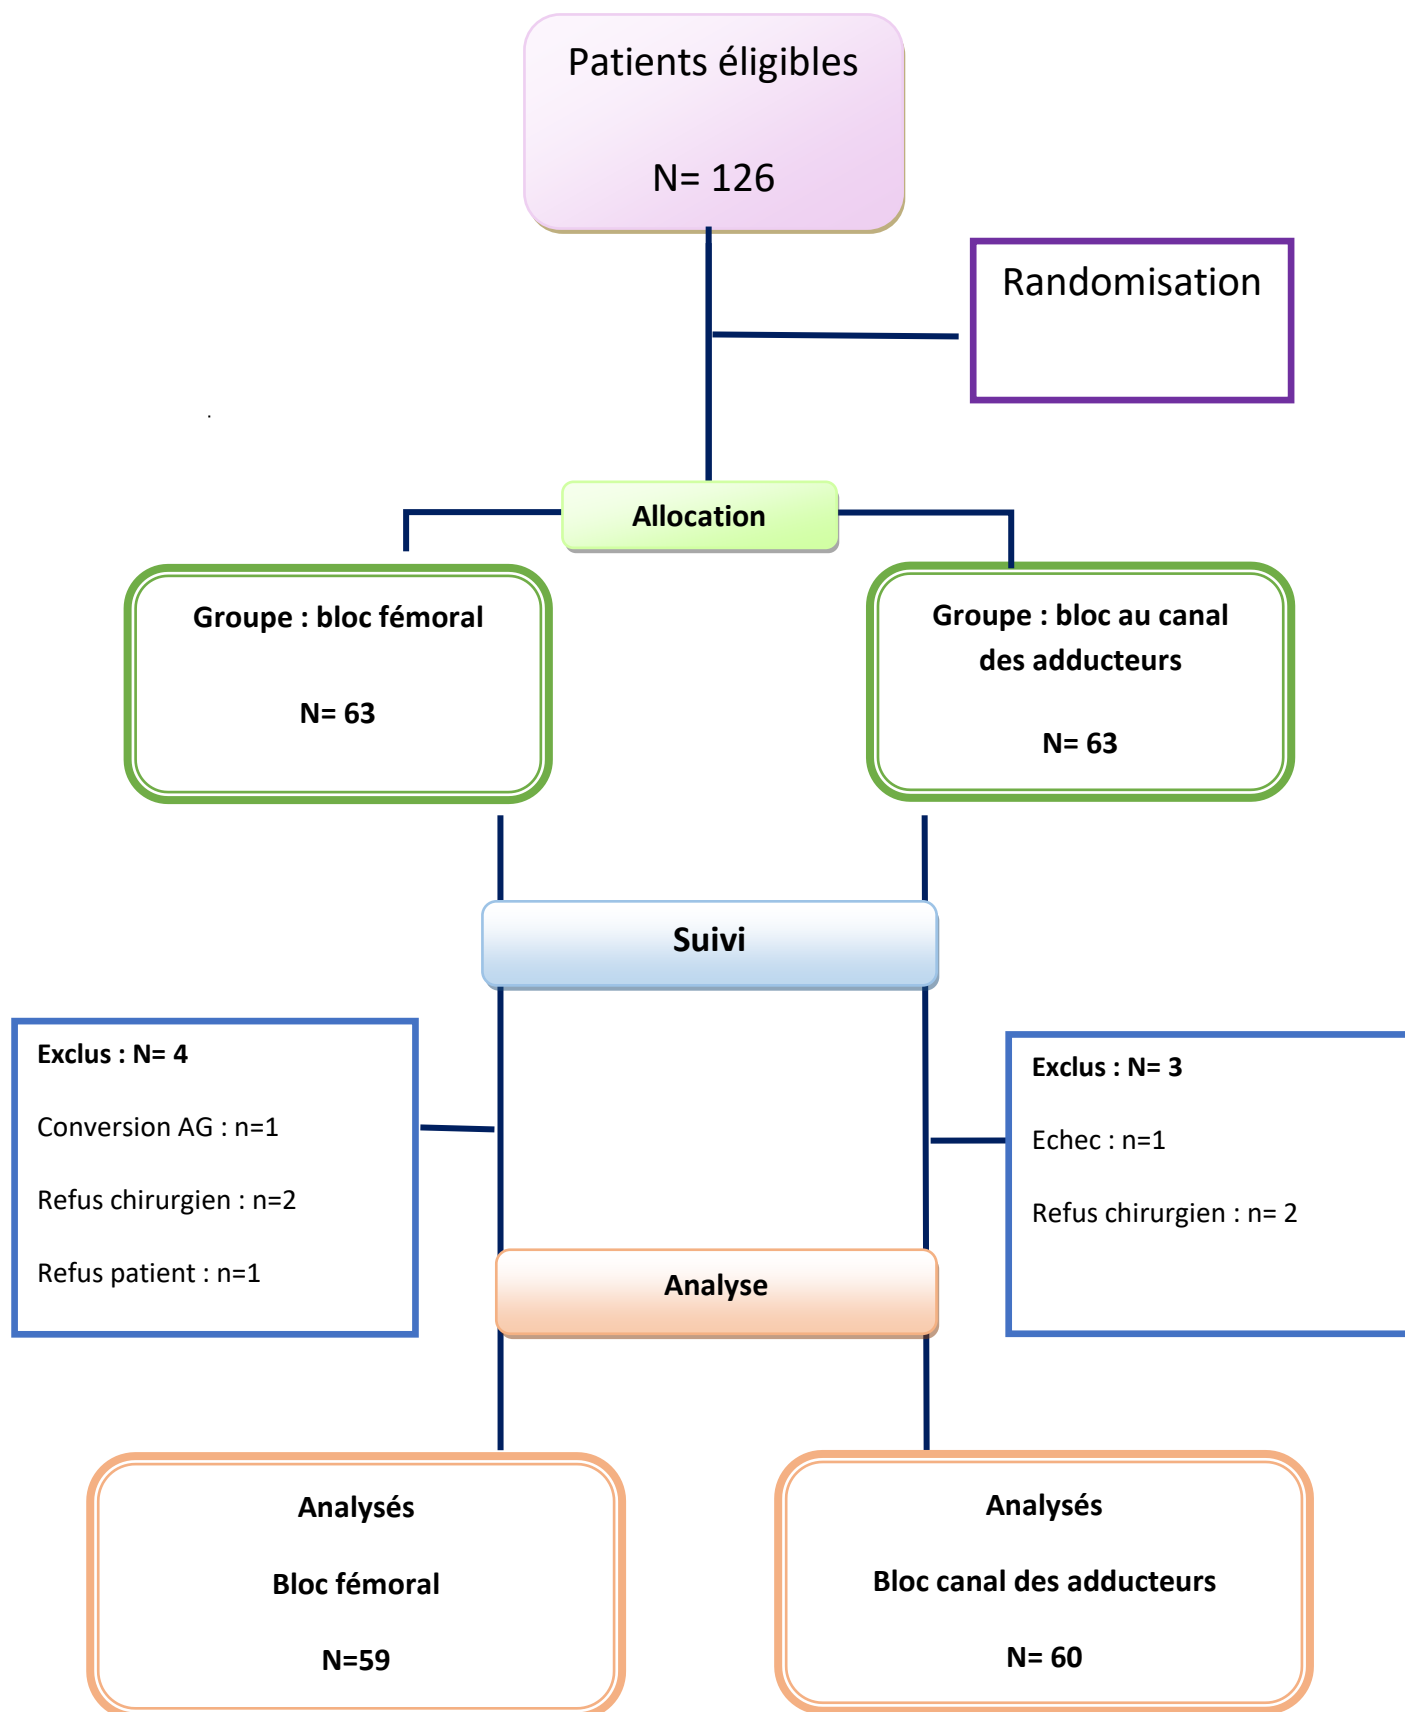 Patients éligibles
N= 126
Randomisation
.
Allocation
Groupe : bloc fémoral
N= 63
Groupe : bloc au canal
des adducteurs
N= 63
Suivi
Exclus : N= 4
Conversion AG : n=1
Refus chirurgien : n=2
Refus patient : n=1
Exclus : N= 3
Echec : n=1
Refus chirurgien : n= 2
Analyse
Analysés
Bloc fémoral
N=59
Analysés
Bloc canal des adducteurs
N= 60